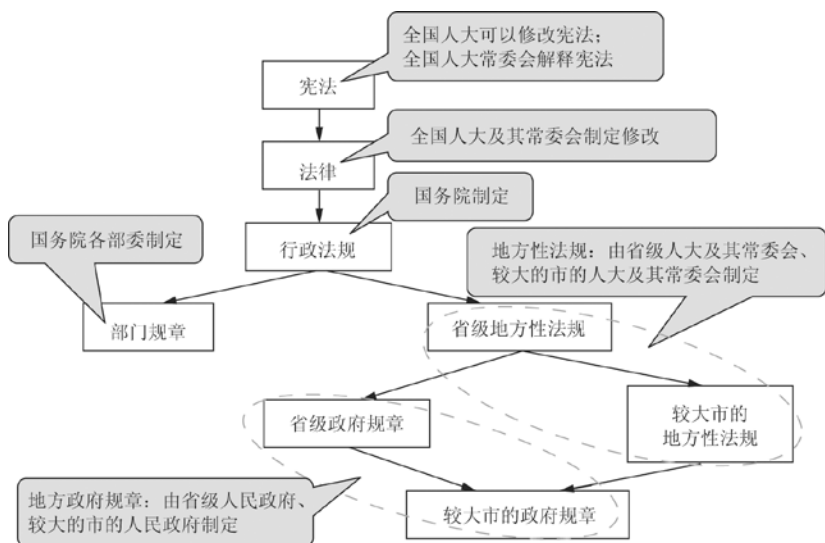 全国人大可以修改宪法；
全国人大常委会解释宪法
宪法
全国人大及其常委会制定修改
法律
国务院制定
国务院各部委制定
行政法规
地方性法规：由省级人大及其常委会、
较大的市的人大及其常委会制定
部门规章
省级地方性法规
省级政府规章
较大市的
地方性法规
地方政府规章：由省级人民政府、
较大的市的人民政府制定
较大市的政府规章